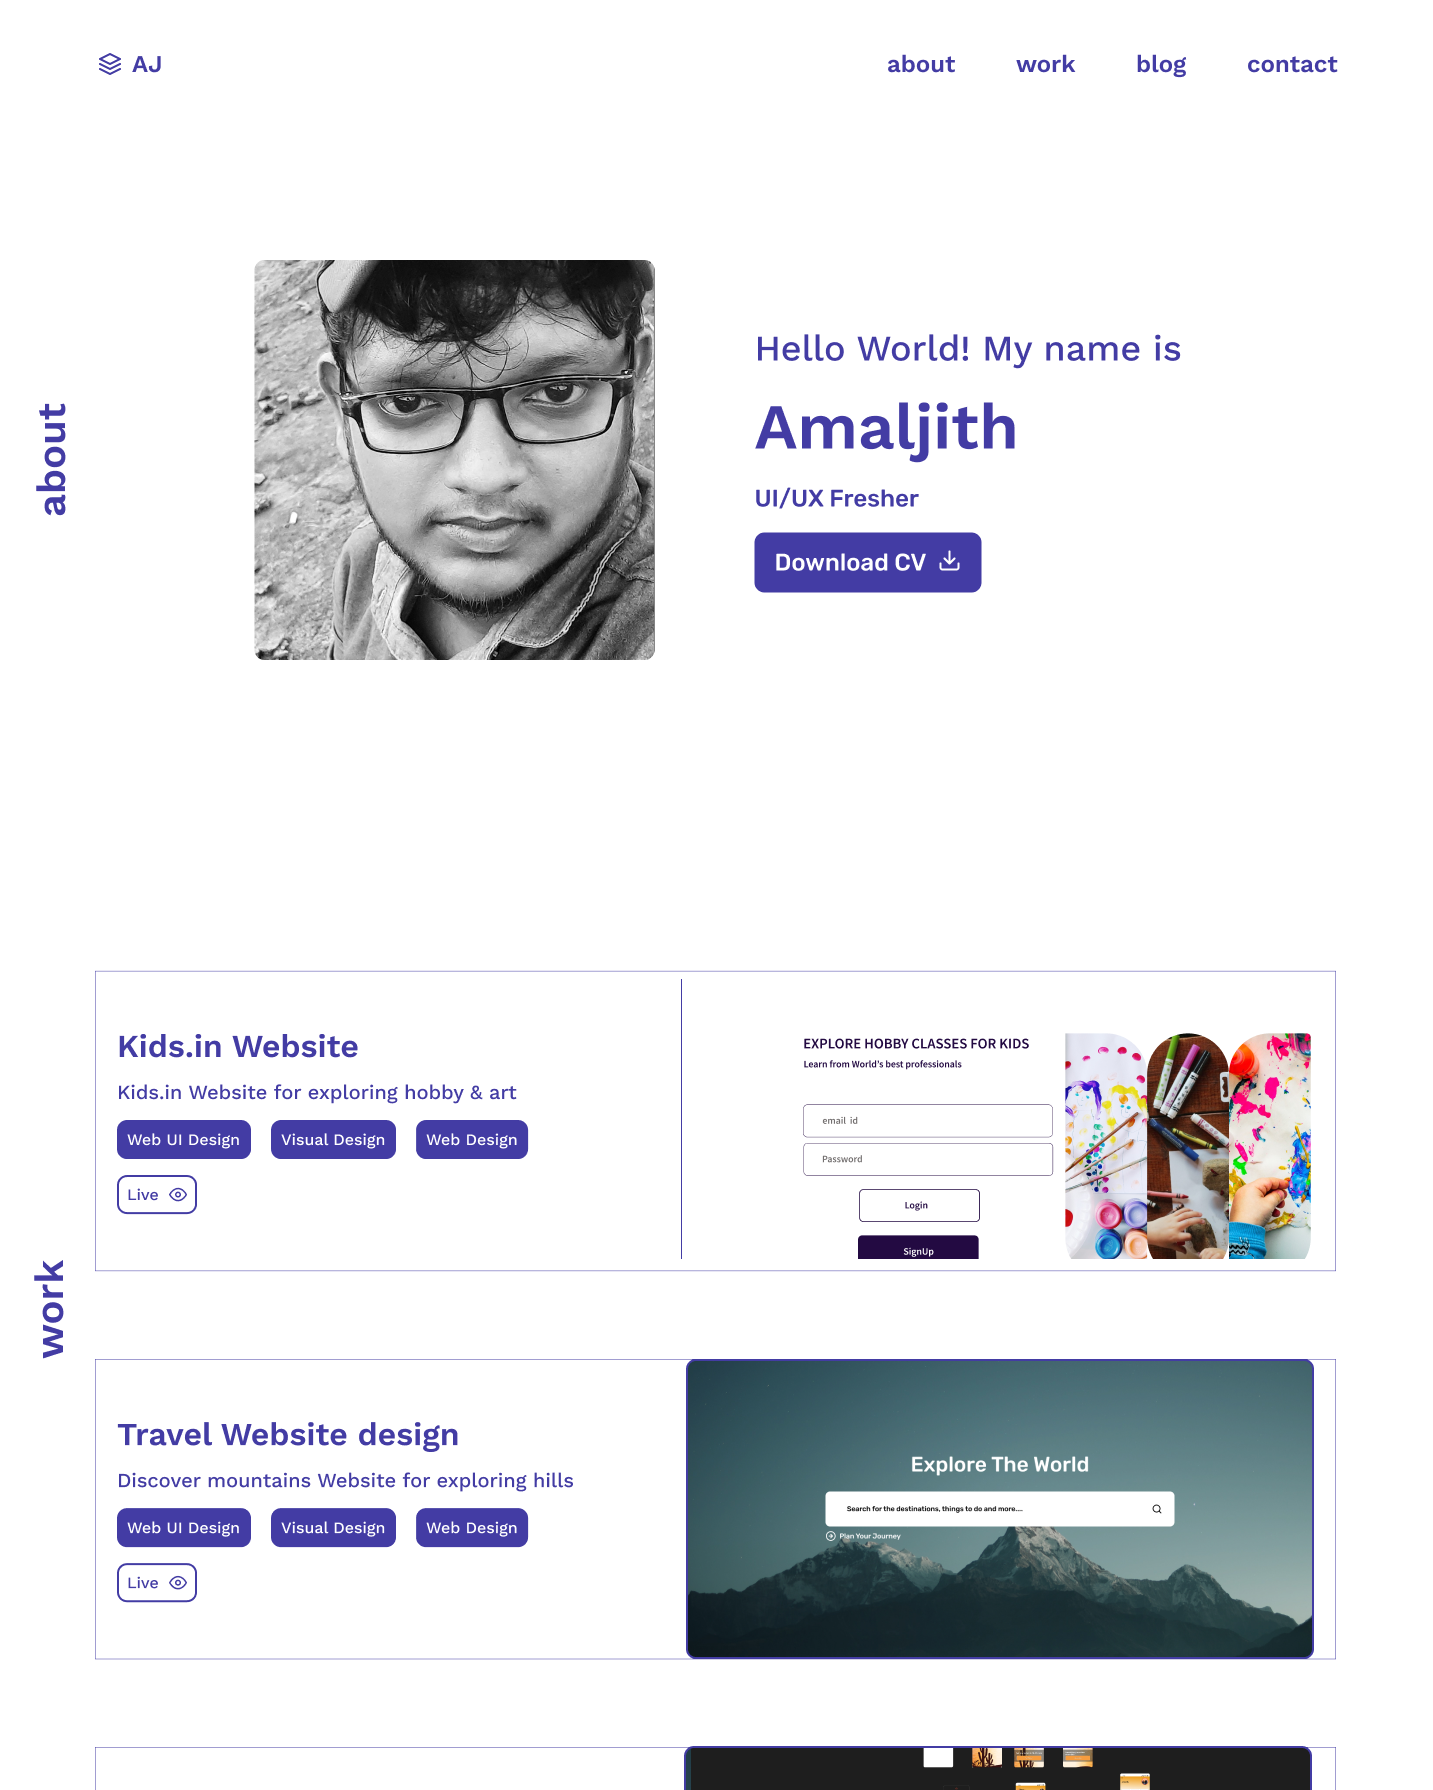 AJ
about work blog contact
about
Hello World! My name is
Amaljith
UI/UX Fresher
Download CV
work
Kids.in Website
Kids.in Website for exploring hobby & art
Web UI Design Visual Design Web Design
Live
EXPLORE HOBBY CLASSES FOR KIDS
Learn from World's best professionals
email id
Password
Login
SignUp
Travel Website design
Discover mountains Website for exploring hills
Web UI Design Visual Design Web Design
Live
Explore The World
Search for the destinations, things to do and more....
Plan Your Journey